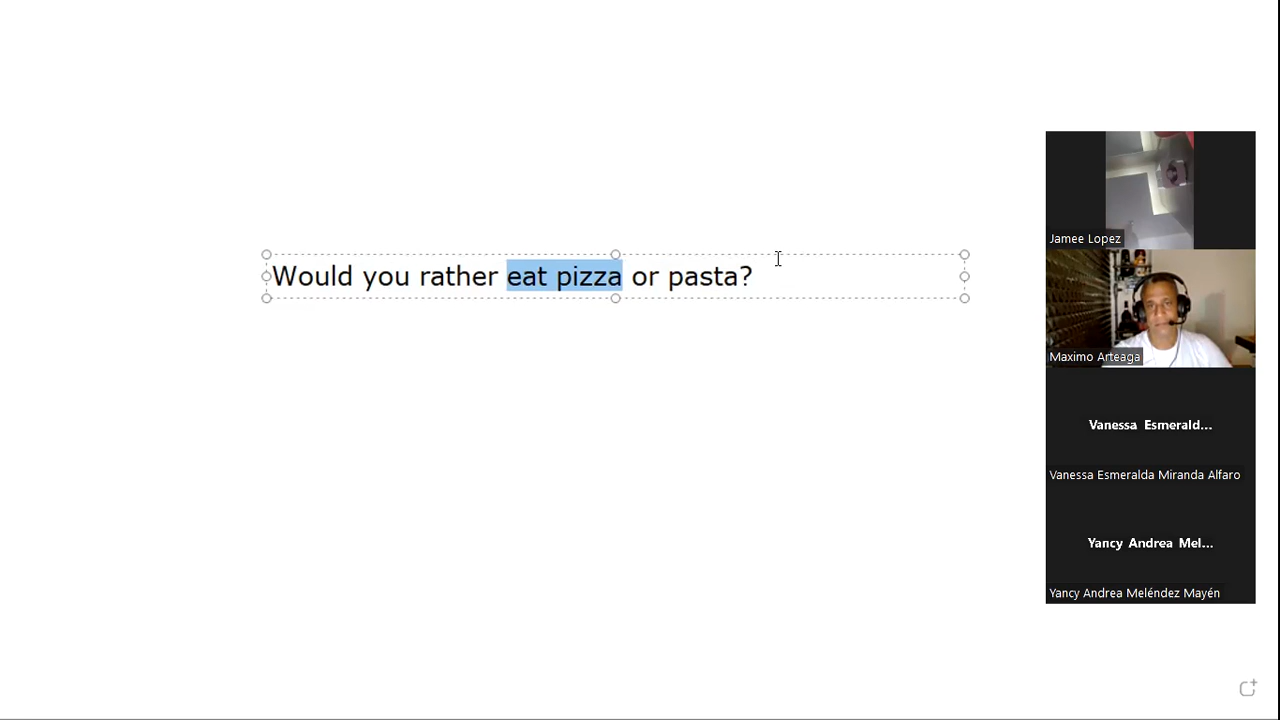 Would you rather eat pizza or pasta?
Jamee Lopez
Maximo Arteaga
Vanessa Esmerald...
Vanessa Esmeralda Miranda Alfaro
Yancy Andrea Mel...
Yancy Andrea Meléndez Mayén